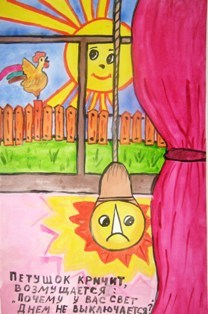 ПЕТУШОК КРИЧИТ,
ВОЗМУЩАЕТСЯ:
„ПОЧЕМУ У ВАС СВЕТ
ДНЕМ НЕ ВЫКЛЮЧАЕТСЯ?"